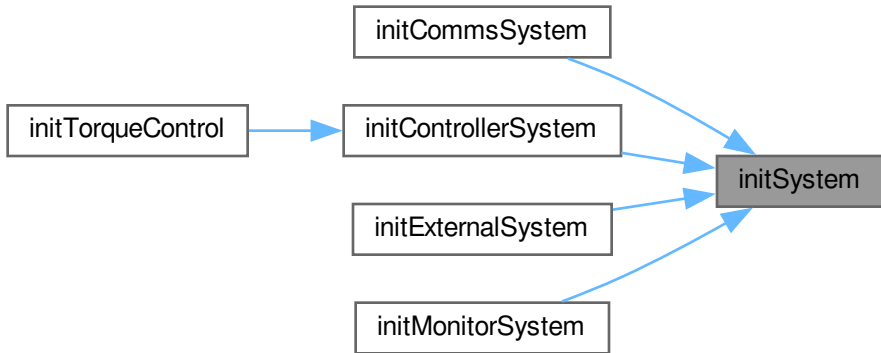 initCommsSystem
initTorqueControl
initControllerSystem
initSystem
initExternalSystem
initMonitorSystem